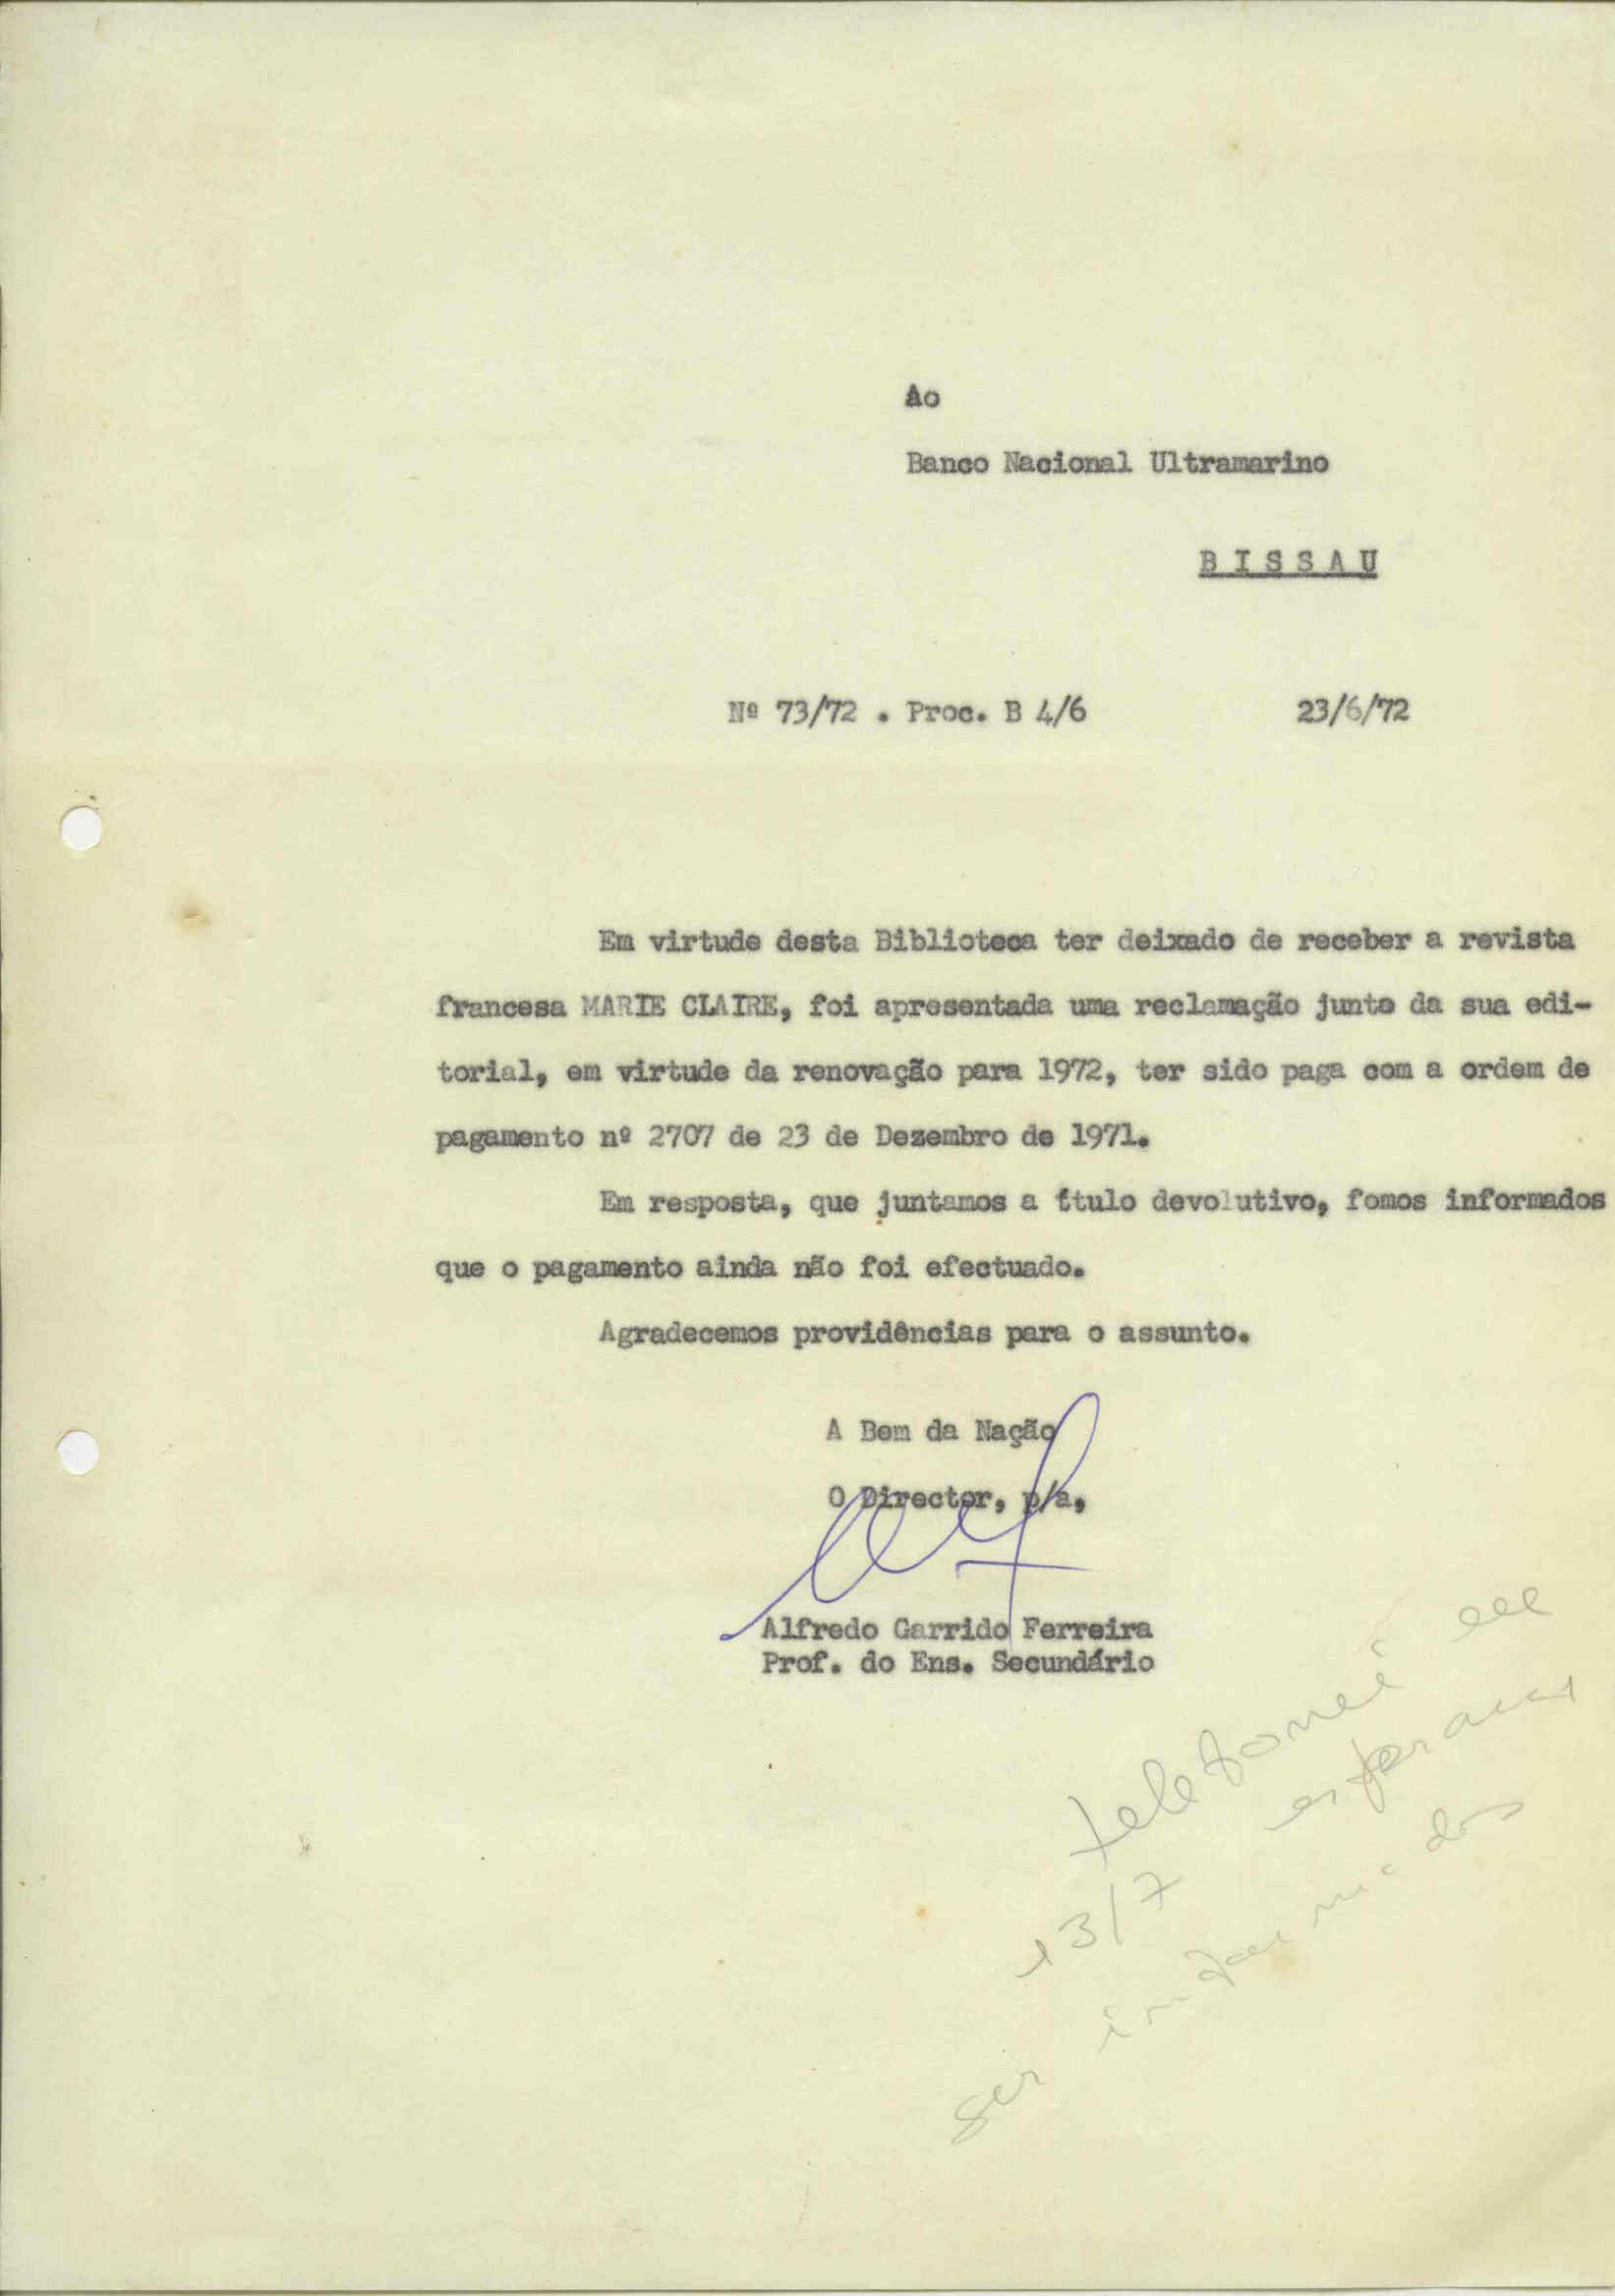 Ao
Banco Nacional Ultramarino
B I S S A U
Nº 73/72 . Proc. B 4/6 23/6/72
Em virtude desta Biblioteca ter deixado de receber a revista
francesa MARIE CLAIRE, foi apresentada uma reclamação junto da sua edi-
torial, em virtude da renovação para 1972, ter sido paga com a ordem de
pagamento nº 2707 de 23 de Dezembro de 1971.
Em resposta, que juntamos a ítulo devolutivo, fomos informados
que o pagamento ainda não foi efectuado.
Agradecemos providências para o assunto.
A Bem da Nação
O Director, p/a,
Alfredo Garrido Ferreira
Prof. do Ens. Secundário
telefonei em
13/7
ser informados